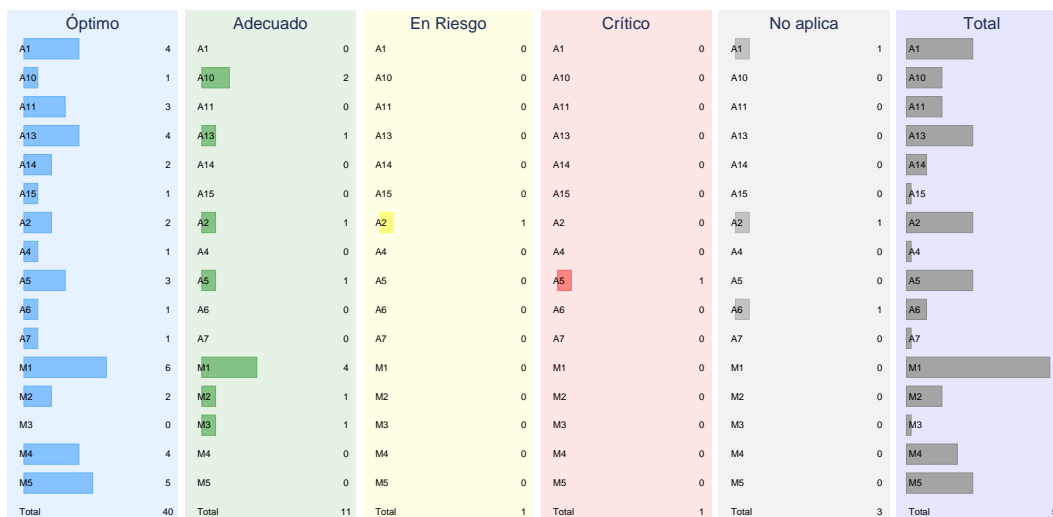 Óptimo Adecuado En Riesgo Crítico No aplica Total
A1 4 A1 0 A1 0 A1 0 A1 1 A1
A10 1 A10 2 A10 0 A10 0 A10 0 A10
A11 3 A11 0 A11 0 A11 0 A11 0 A11
A13 4 A13 1 A13 0 A13 0 A13 0 A13
A14 2 A14 0 A14 0 A14 0 A14 0 A14
A15 1 A15 0 A15 0 A15 0 A15 0 A15
A2 2 A2 1 A2 1 A2 0 A2 1 A2
A4 1 A4 0 A4 0 A4 0 A4 0 A4
A5 3 A5 1 A5 0 A5 1 A5 0 A5
A6 1 A6 0 A6 0 A6 0 A6 1 A6
A7 1 A7 0 A7 0 A7 0 A7 0 A7
M1 6 M1 4 M1 0 M1 0 M1 0 M1
M2 2 M2 1 M2 0 M2 0 M2 0 M2
M3 0 M3 1 M3 0 M3 0 M3 0 M3
M4 4 M4 0 M4 0 M4 0 M4 0 M4
M5 5 M5 0 M5 0 M5 0 M5 0 M5
Total 40 Total 11 Total 1 Total 1 Total 3 Total